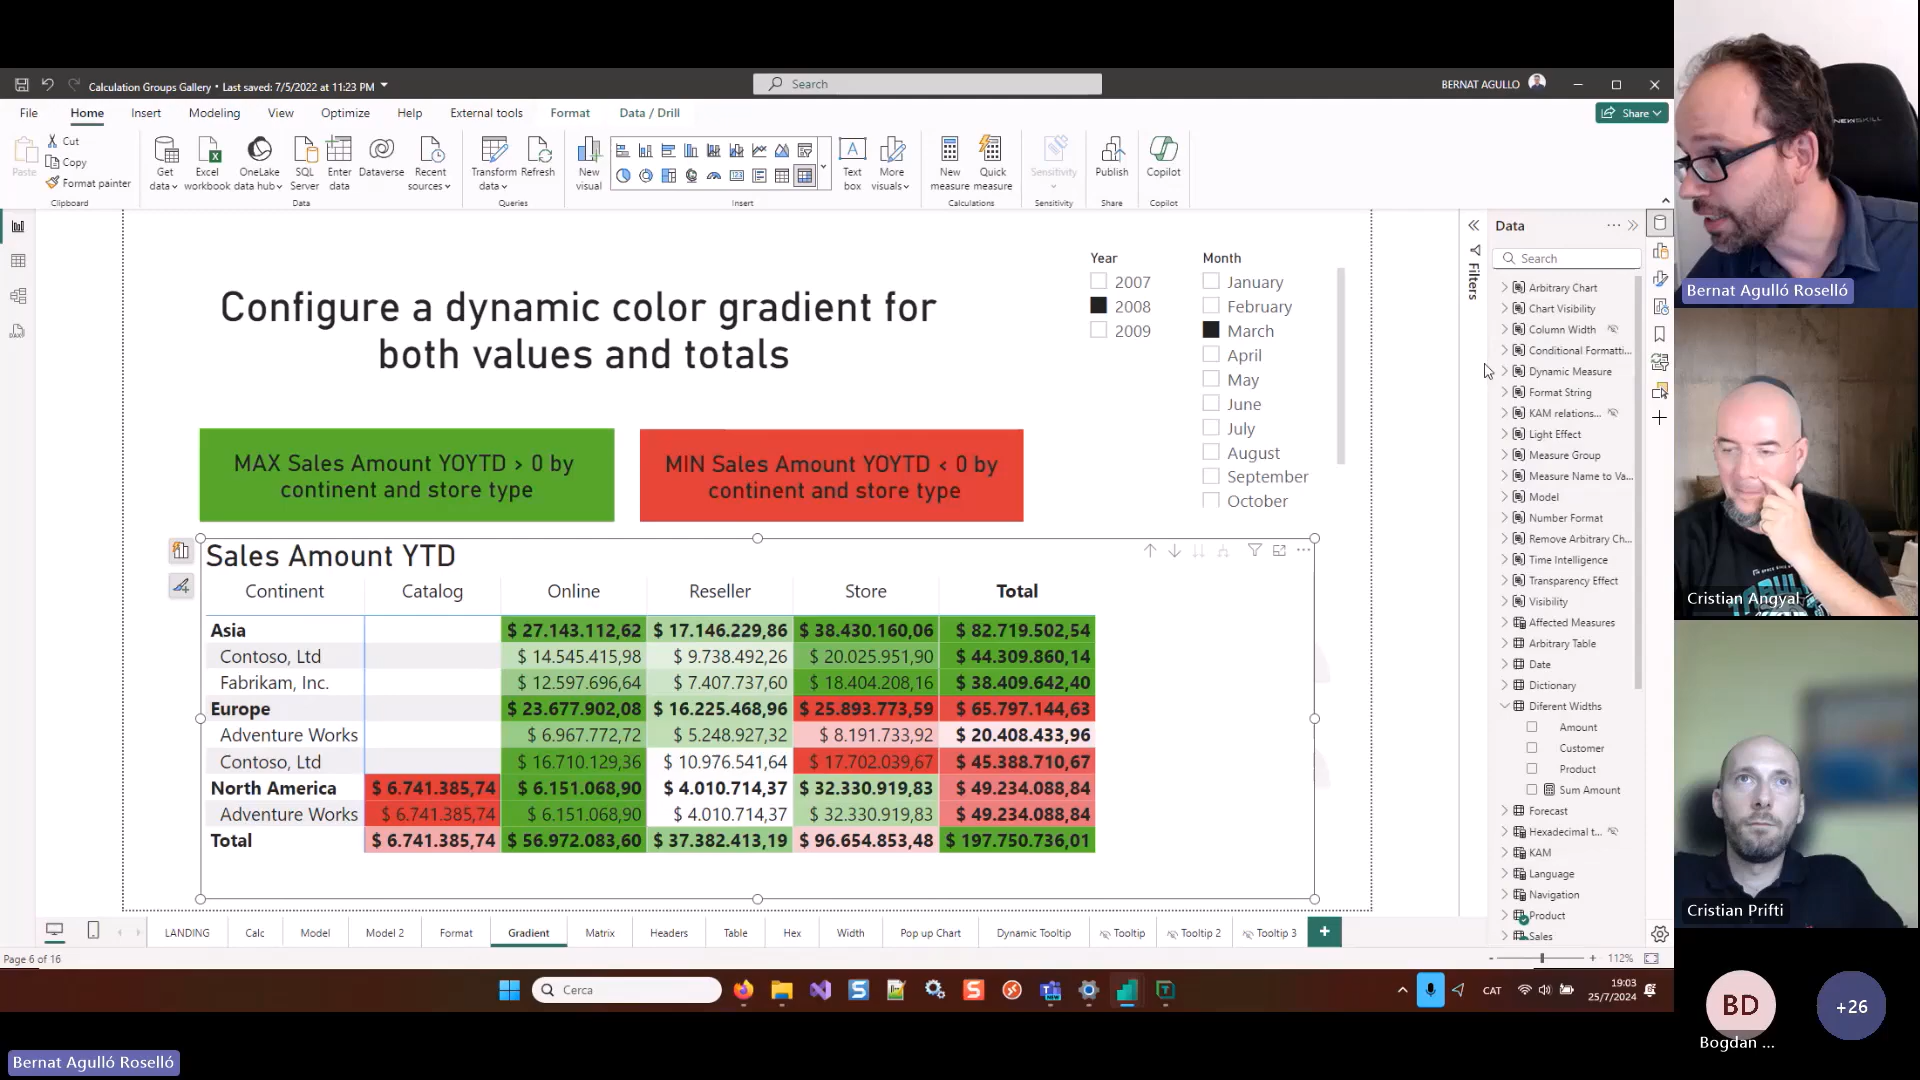 Calculation Groups Gallery • Last saved: 7/5/2022 at 11:23 PM
Search
BERNAT AGULLO
File
Home
Insert
Modeling
View
Optimize
Help
External tools
Format
Data / Drill
Share
Paste
Cut
Copy
Format painter
Clipboard
Get data
Excel workbook
OneLake data hub
SQL Server
Enter data
Dataverse
Recent sources
Data
Transform data
Refresh
Queries
New visual
Text box
More visuals
Insert
New measure
Quick measure
Calculations
Sensitivity
Sensitivity
Publish
Share
Copilot
Copilot
Configure a dynamic color gradient for
both values and totals
Year
2007
2008
2009
Month
January
February
March
April
May
June
July
August
September
October
MAX Sales Amount YOYTD > 0 by
continent and store type
MIN Sales Amount YOYTD < 0 by
continent and store type
Sales Amount YTD
Continent Catalog Online Reseller Store Total
Asia $ 27.143.112,62 $ 17.146.229,86 $ 38.430.160,06 $ 82.719.502,54
Contoso, Ltd $ 14.545.415,98 $ 9.738.492,26 $ 20.025.951,90 $ 44.309.860,14
Fabrikam, Inc. $ 12.597.696,64 $ 7.407.737,60 $ 18.404.208,16 $ 38.409.642,40
Europe $ 23.677.902,08 $ 16.225.468,96 $ 25.893.773,59 $ 65.797.144,63
Adventure Works $ 6.967.772,72 $ 5.248.927,32 $ 8.191.733,92 $ 20.408.433,96
Contoso, Ltd $ 16.710.129,36 $ 10.976.541,64 $ 17.702.039,67 $ 45.388.710,67
North America $ 6.741.385,74 $ 6.151.068,90 $ 4.010.714,37 $ 32.330.919,83 $ 49.234.088,84
Adventure Works $ 6.741.385,74 $ 6.151.068,90 $ 4.010.714,37 $ 32.330.919,83 $ 49.234.088,84
Total $ 6.741.385,74 $ 56.972.083,60 $ 37.382.413,19 $ 96.654.853,48 $ 197.750.736,01
Filters
Data
Search
Arbitrary Chart
Chart Visibility
Column Width
Conditional Formatti...
Dynamic Measure
Format String
KAM relations...
Light Effect
Measure Group
Measure Name to Va...
Model
Number Format
Remove Arbitrary Ch...
Time Intelligence
Transparency Effect
Visibility
Affected Measures
Arbitrary Table
Date
Dictionary
Diferent Widths
Amount
Customer
Product
Sum Amount
Forecast
Hexadecimal t...
KAM
Language
Navigation
Product
Sales
LANDING
Calc
Model
Model 2
Format
Gradient
Matrix
Headers
Table
Hex
Width
Pop up Chart
Dynamic Tooltip
Tooltip
Tooltip 2
Tooltip 3
Page 6 of 16
112%
Cerca
CAT
19:03
25/7/2024
NEWSKILL
Bernat Agulló Roselló
Cristian Angyal
Cristian Prifti
BD
Bogdan ...
+26
Bernat Agulló Roselló